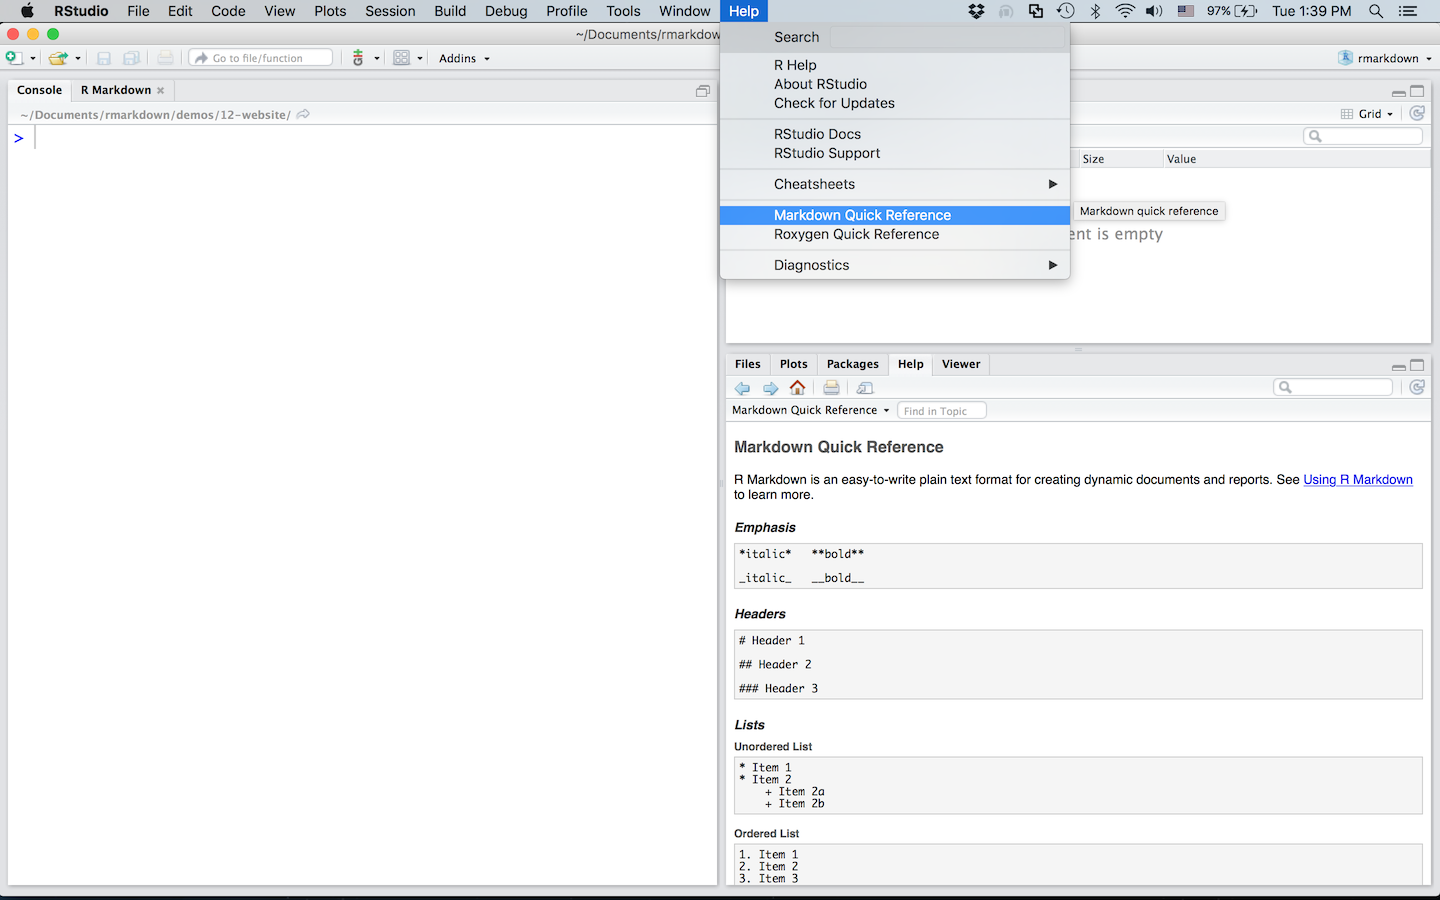 RStudio File Edit Code View Plots Session Build Debug Profile Tools Window Help 97% Tue 1:39 PM
~/Documents/rmarkdow
Go to file/function Addins rmarkdown
Console R Markdown
~/Documents/rmarkdown/demos/12-website/
>
Search
R Help
About RStudio
Check for Updates
RStudio Docs
RStudio Support
Cheatsheets
Markdown Quick Reference
Roxygen Quick Reference
Diagnostics
Markdown quick reference
Grid
Size Value
ent is empty
Files Plots Packages Help Viewer
Markdown Quick Reference Find in Topic
Markdown Quick Reference
R Markdown is an easy-to-write plain text format for creating dynamic documents and reports. See Using R Markdown
to learn more.
Emphasis
*italic* **bold**
_italic_ __bold__
Headers
# Header 1
## Header 2
### Header 3
Lists
Unordered List
* Item 1
* Item 2
+ Item 2a
+ Item 2b
Ordered List
1. Item 1
2. Item 2
3. Item 3